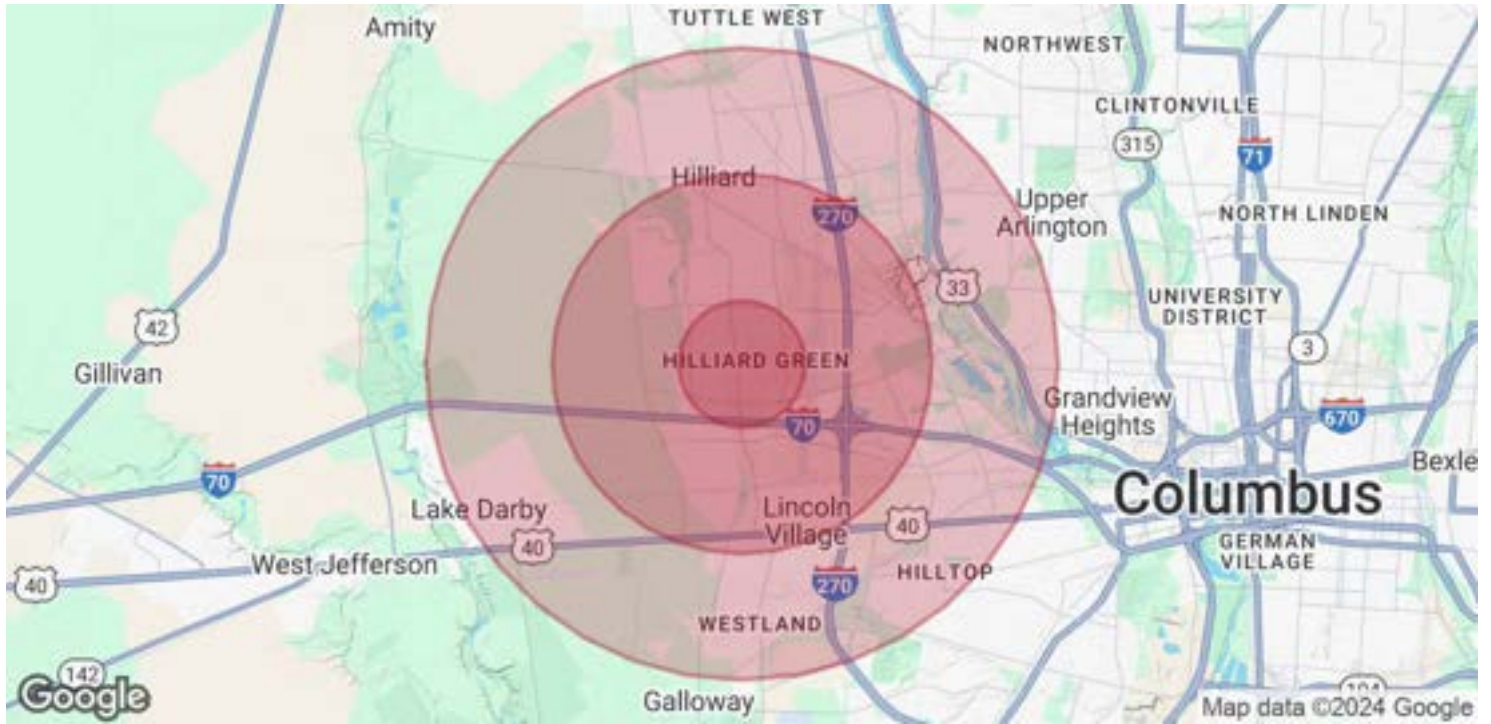 TUTTLE WEST
Amity
NORTHWEST
CLINTONVILLE
315
71
Hilliard
Upper
Arlington
270
NORTH LINDEN
33
UNIVERSITY
DISTRICT
42
3
HILLIARD GREEN
Gillivan
Grandview
Heights
70
670
Bexle
70
Columbus
Lake Darby
Lincoln
Village
40
40
GERMAN
VILLAGE
West Jefferson
HILLTOP
40
270
WESTLAND
142
Google
Galloway
Map data ©2024 Google